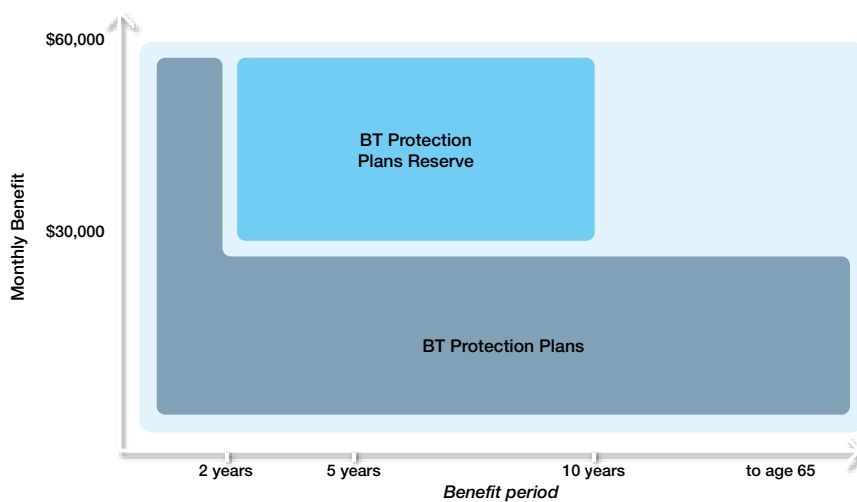 $60,000
BT Protection
Plans Reserve
Monthly Benefit
$30,000
BT Protection Plans
2 years
5 years
10 years
to age 65
Benefit period